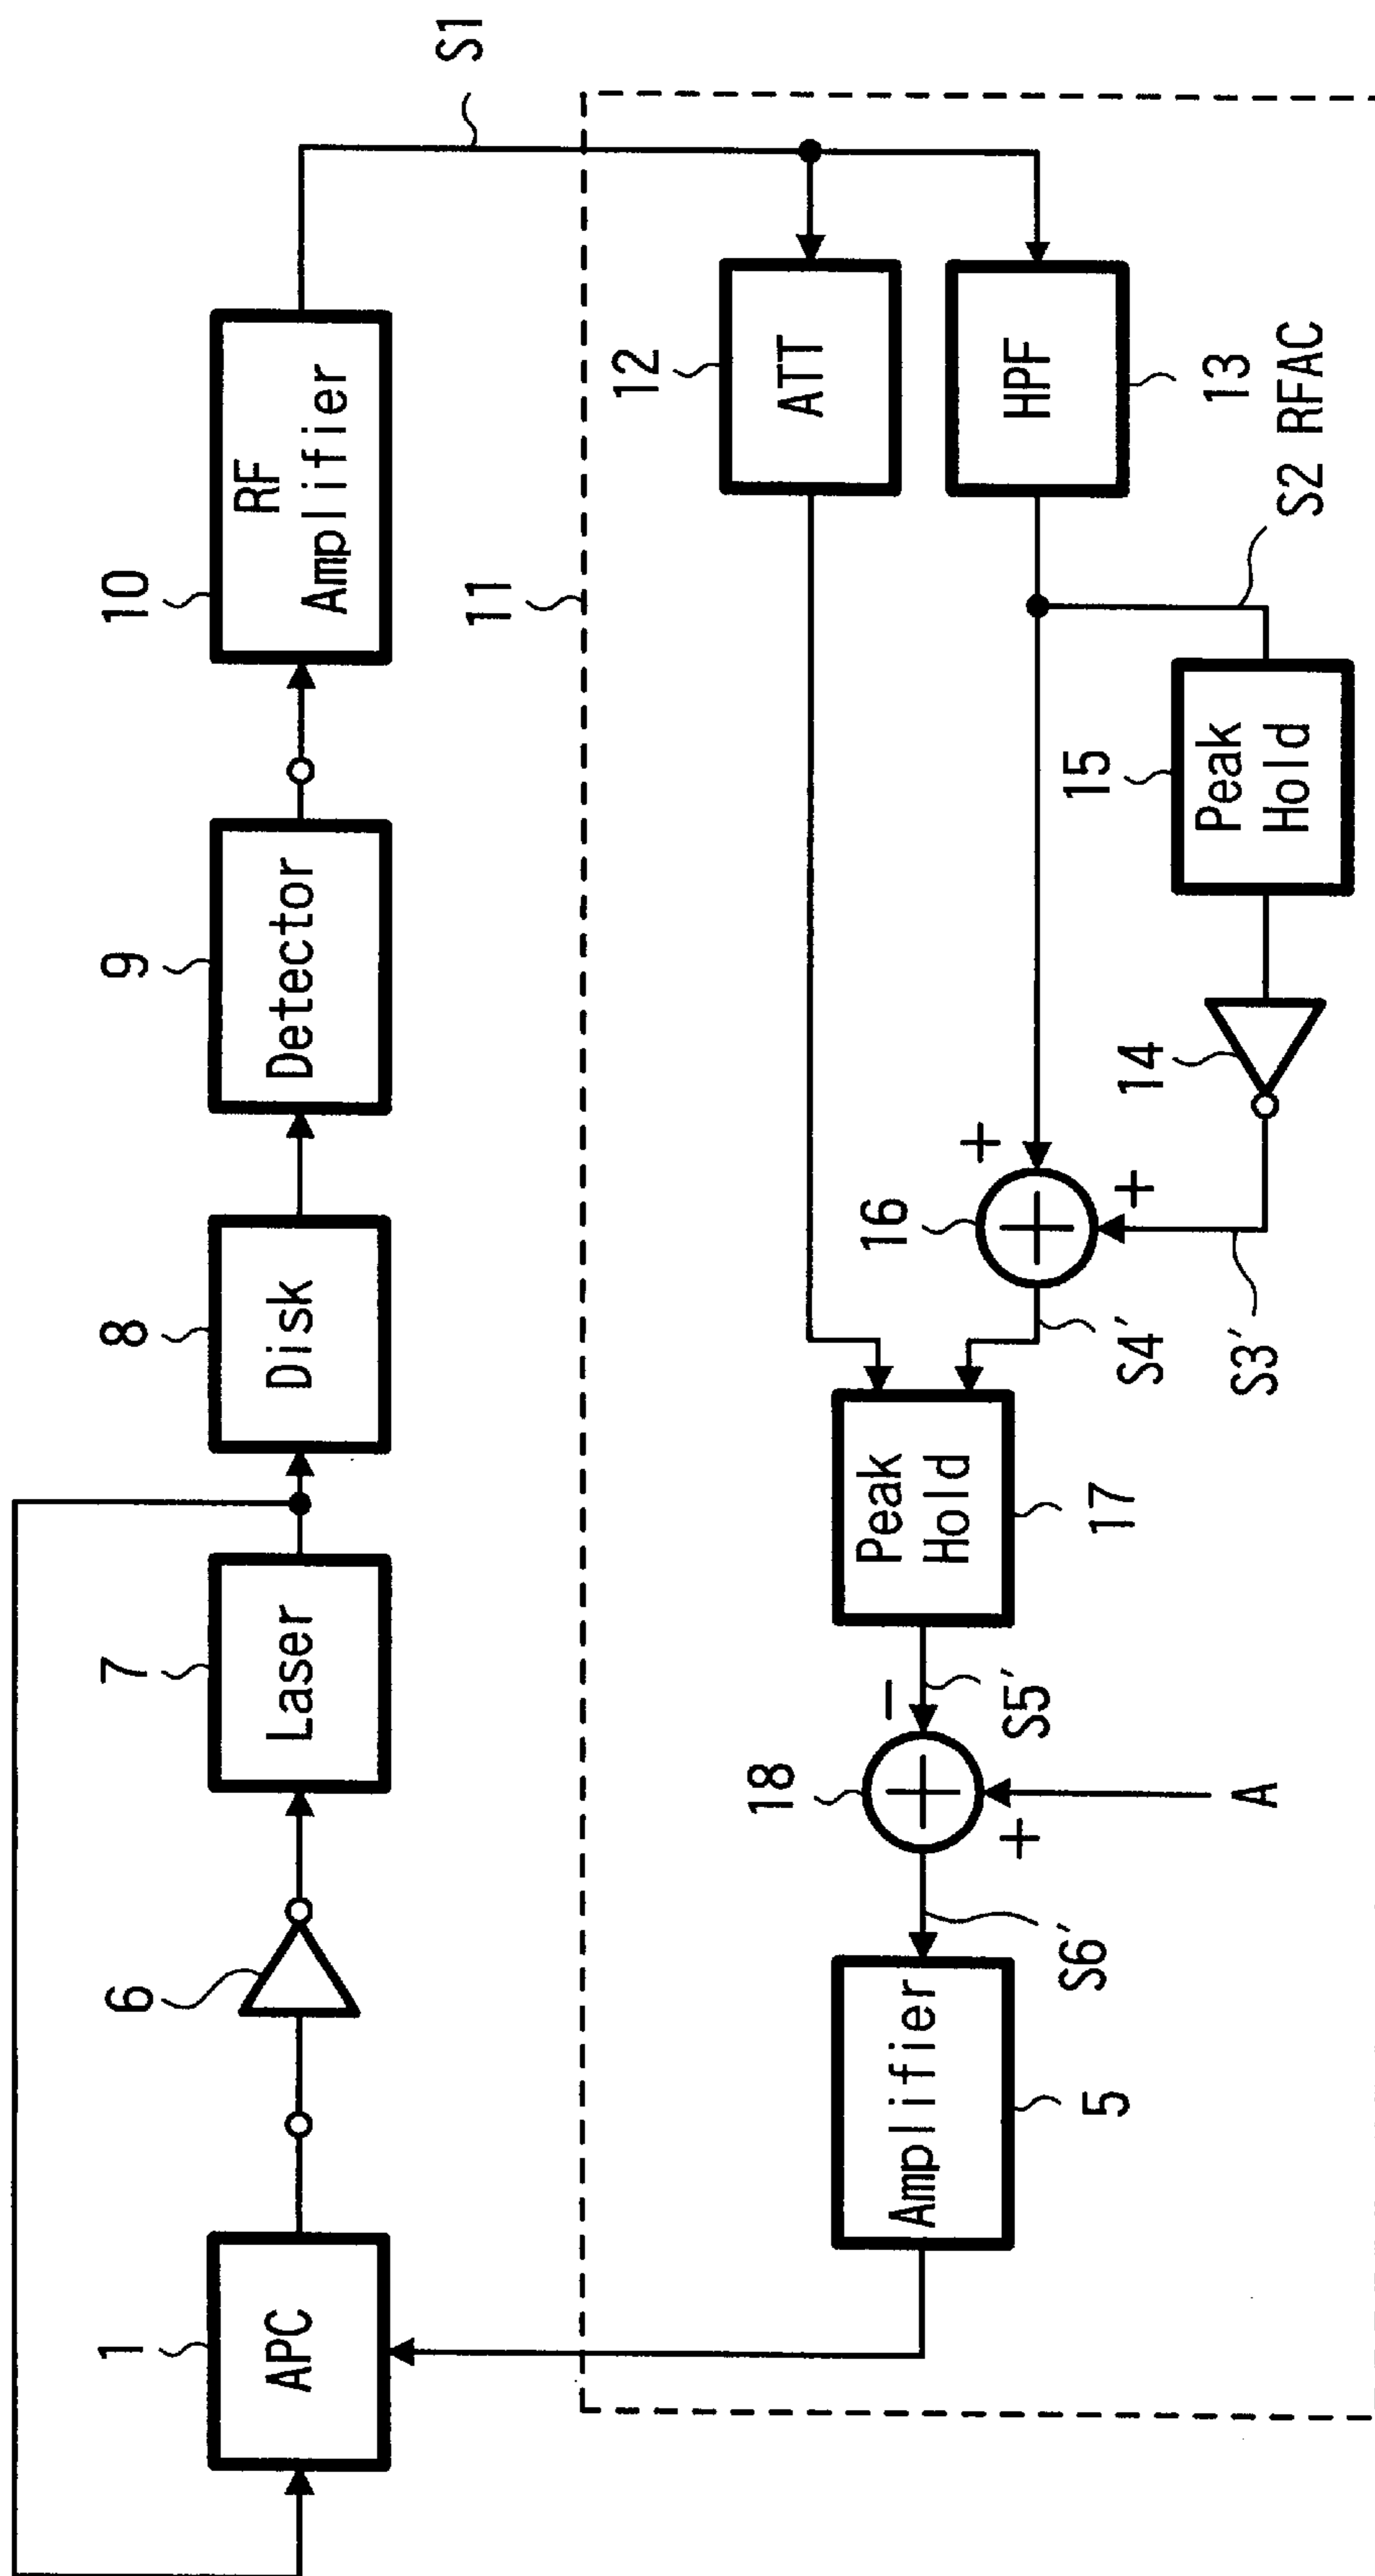 1
APC
6
7
Laser
8
Disk
9
Detector
10
RF
Amplifier
S1
11
12
ATT
HPF
13
S2 RFAC
15
Peak
Hold
14
S3′
+
+
16
S4′
Peak
Hold
17
S5′
−
18
+
A
S6′
Amplifier
5